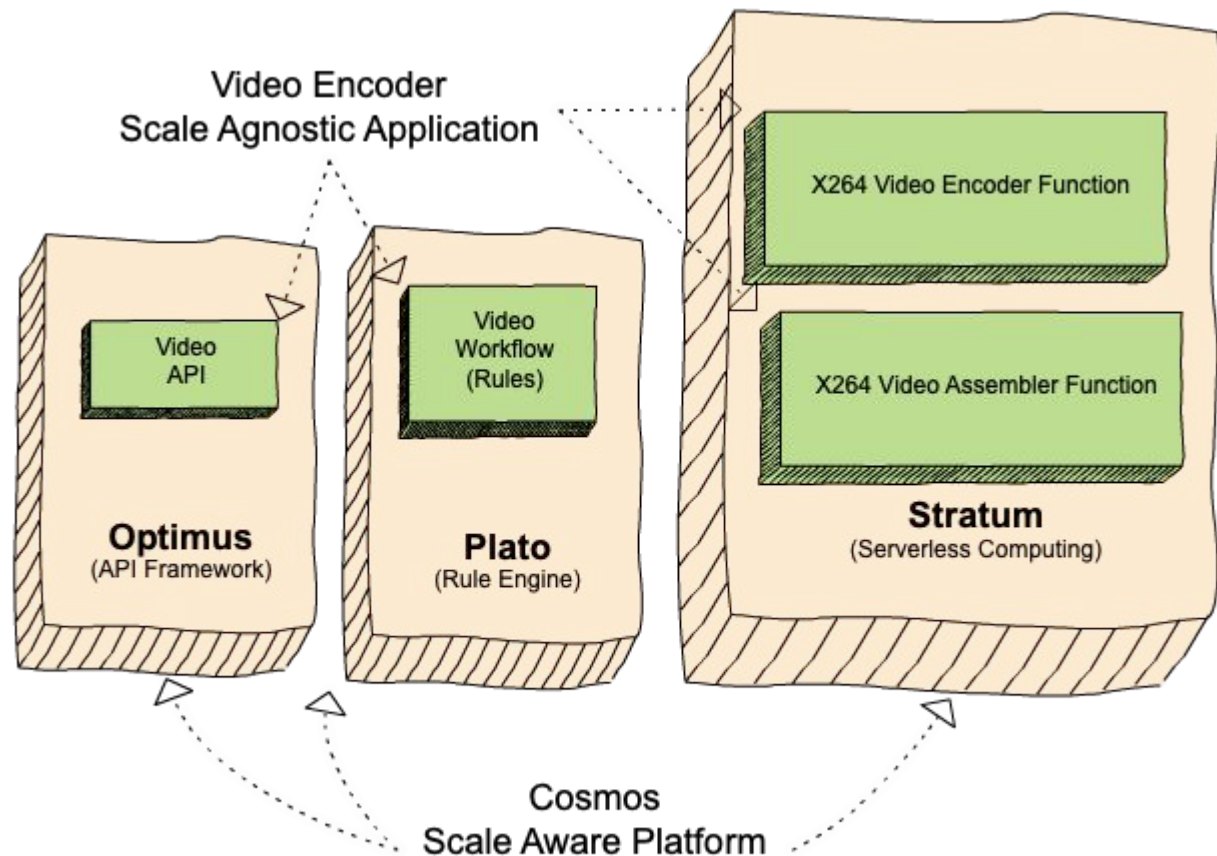 Video Encoder
Scale Agnostic Application
X264 Video Encoder Function
Video
API
Video
Workflow
(Rules)
X264 Video Assembler Function
Optimus
(API Framework)
Plato
(Rule Engine)
Stratum
(Serverless Computing)
Cosmos
Scale Aware Platform